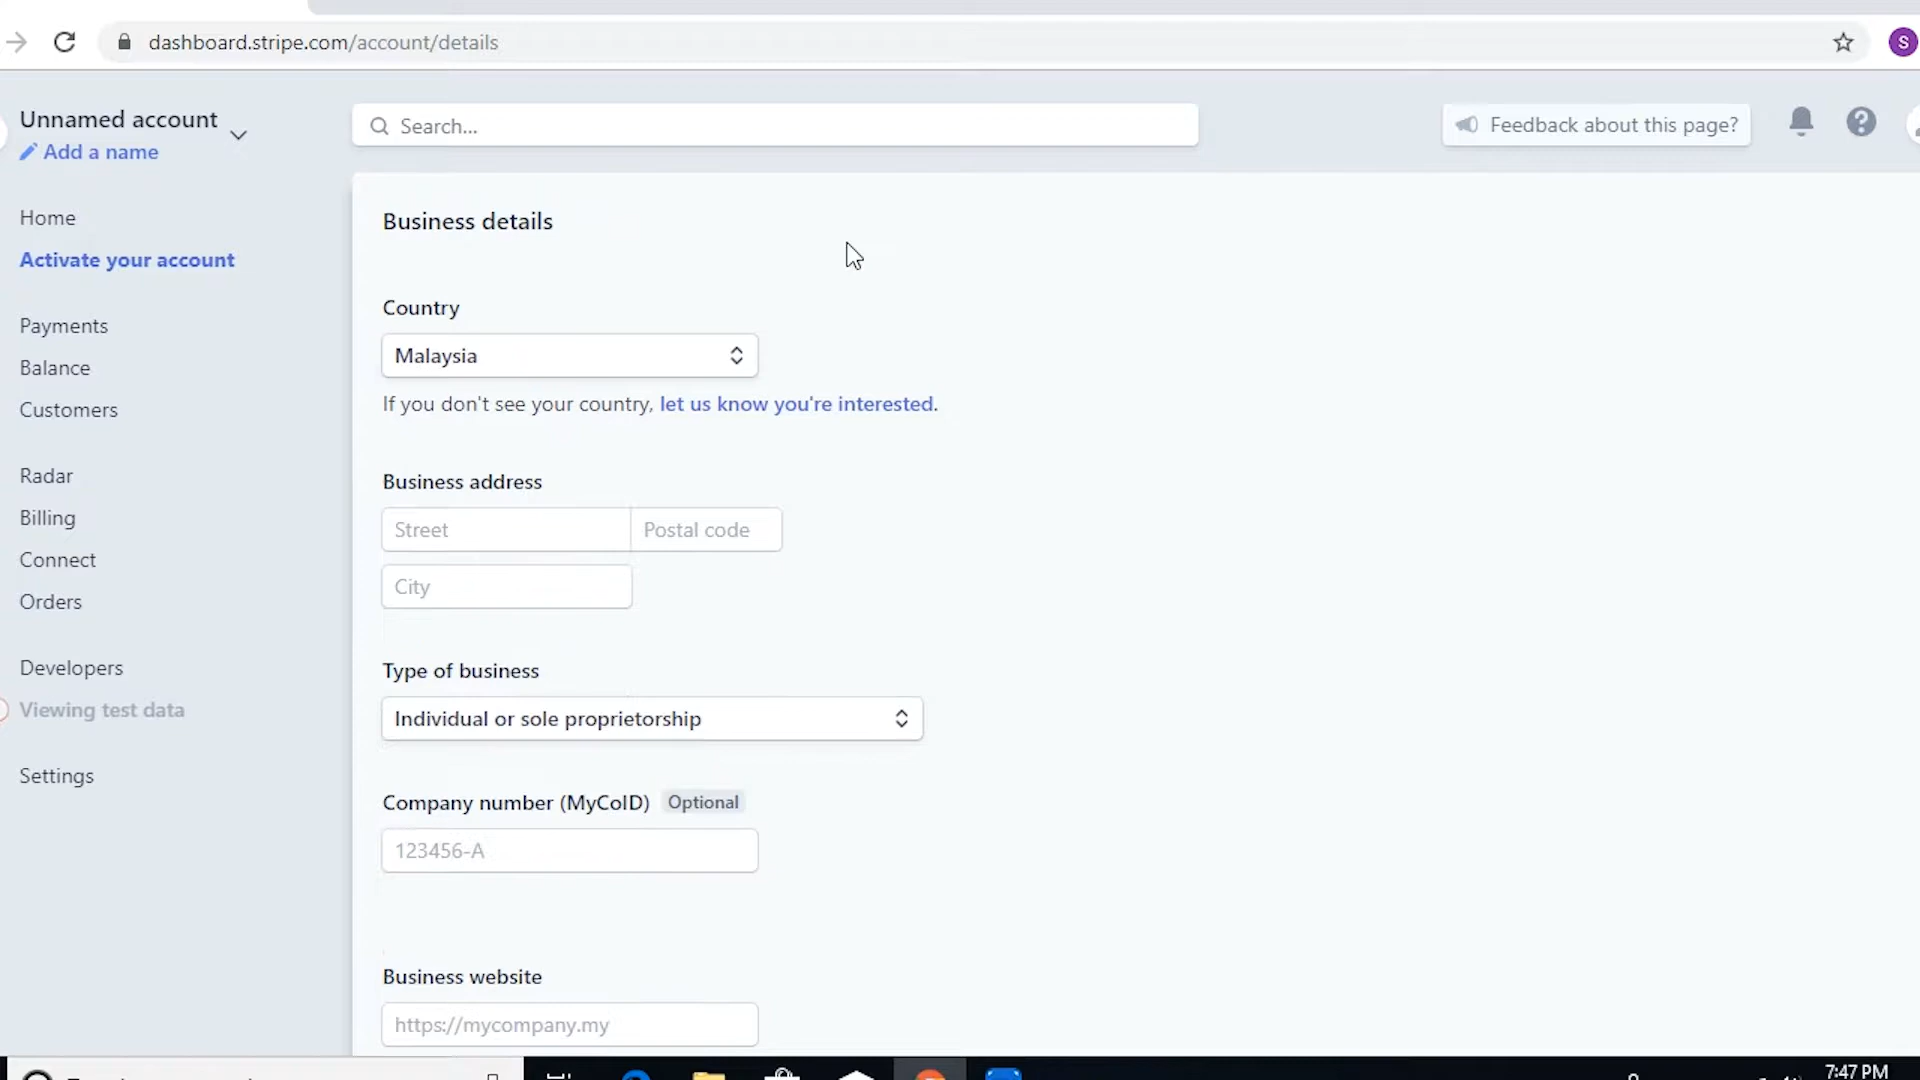 dashboard.stripe.com/account/details
S
Unnamed account
Add a name
Search...
Feedback about this page?
Home
Activate your account
Payments
Balance
Customers
Radar
Billing
Connect
Orders
Developers
Viewing test data
Settings
Business details
Country
Malaysia
If you don't see your country, let us know you're interested.
Business address
Street
Postal code
City
Type of business
Individual or sole proprietorship
Company number (MyCoID) Optional
123456-A
Business website
https://mycompany.my
7:47 PM